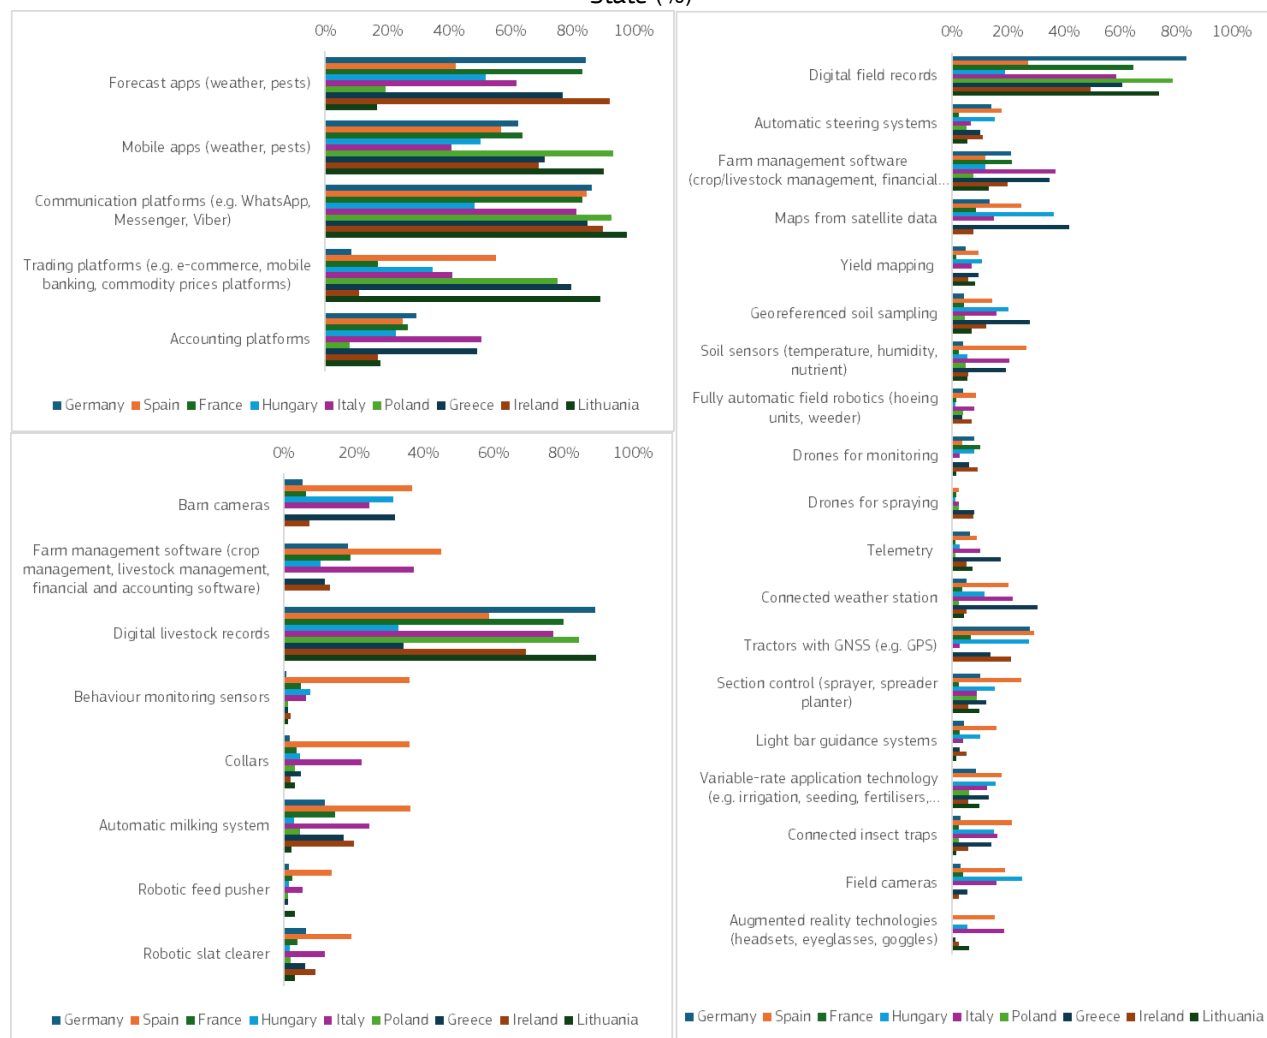 State (%)
0% 20% 40% 60% 80% 100%
Forecast apps (weather, pests)
Mobile apps (weather, pests)
Communication platforms (e.g. WhatsApp,
Messenger, Viber)
Trading platforms (e.g. e-commerce, mobile
banking, commodity prices platforms)
Accounting platforms
Germany Spain France Hungary Italy Poland Greece Ireland Lithuania
0% 20% 40% 60% 80% 100%
Barn cameras
Farm management software (crop
management, livestock management,
financial and accounting software)
Digital livestock records
Behaviour monitoring sensors
Collars
Automatic milking system
Robotic feed pusher
Robotic slat clearer
Germany Spain France Hungary Italy Poland Greece Ireland Lithuania
0% 20% 40% 60% 80% 100%
Digital field records
Automatic steering systems
Farm management software
(crop/livestock management, financial...
Maps from satellite data
Yield mapping
Georeferenced soil sampling
Soil sensors (temperature, humidity,
nutrient)
Fully automatic field robotics (hoeing
units, weeder)
Drones for monitoring
Drones for spraying
Telemetry
Connected weather station
Tractors with GNSS (e.g. GPS)
Section control (sprayer, spreader
planter)
Light bar guidance systems
Variable-rate application technology
(e.g. irrigation, seeding, fertilisers,...
Connected insect traps
Field cameras
Augmented reality technologies
(headsets, eyeglasses, goggles)
Germany Spain France Hungary Italy Poland Greece Ireland Lithuania